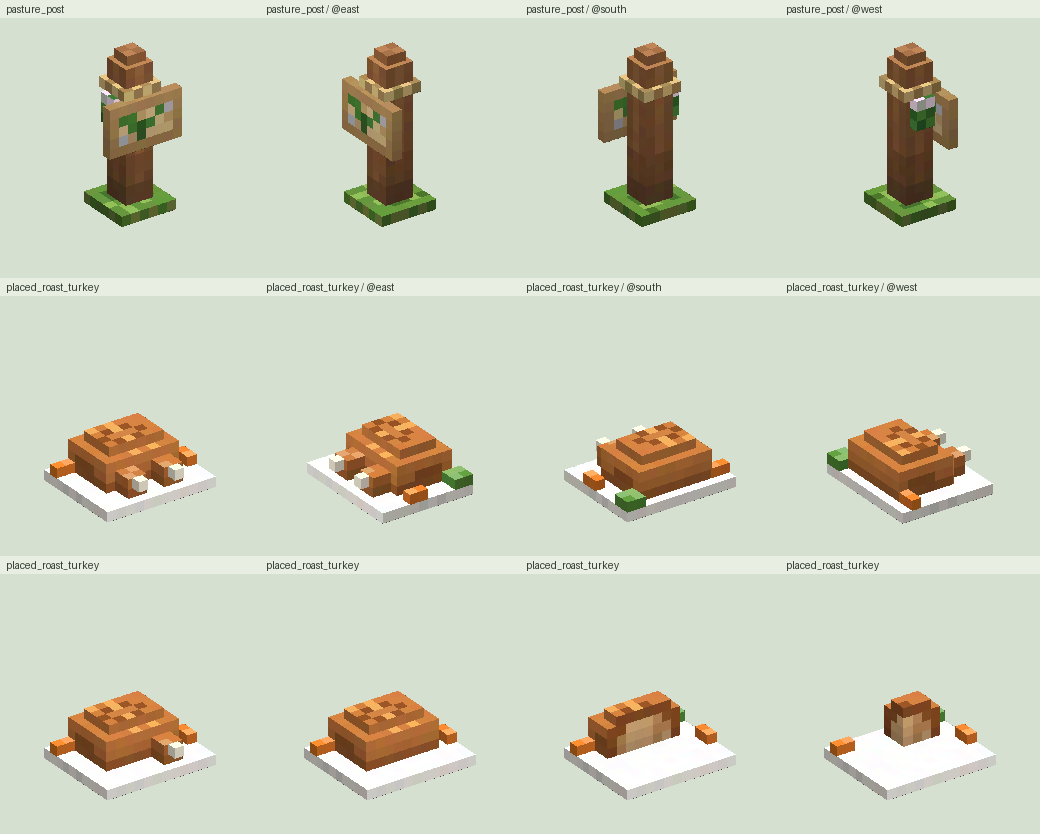 pasture_post
pasture_post / @east
pasture_post / @south
pasture_post / @west
placed_roast_turkey
placed_roast_turkey / @east
placed_roast_turkey / @south
placed_roast_turkey / @west
placed_roast_turkey
placed_roast_turkey
placed_roast_turkey
placed_roast_turkey